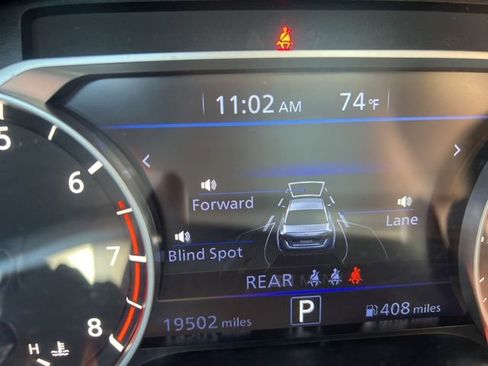 11:02 AM 74°F
5
6
Forward
Lane
7
Blind Spot
REAR
8
P
19502 miles
408 miles
H